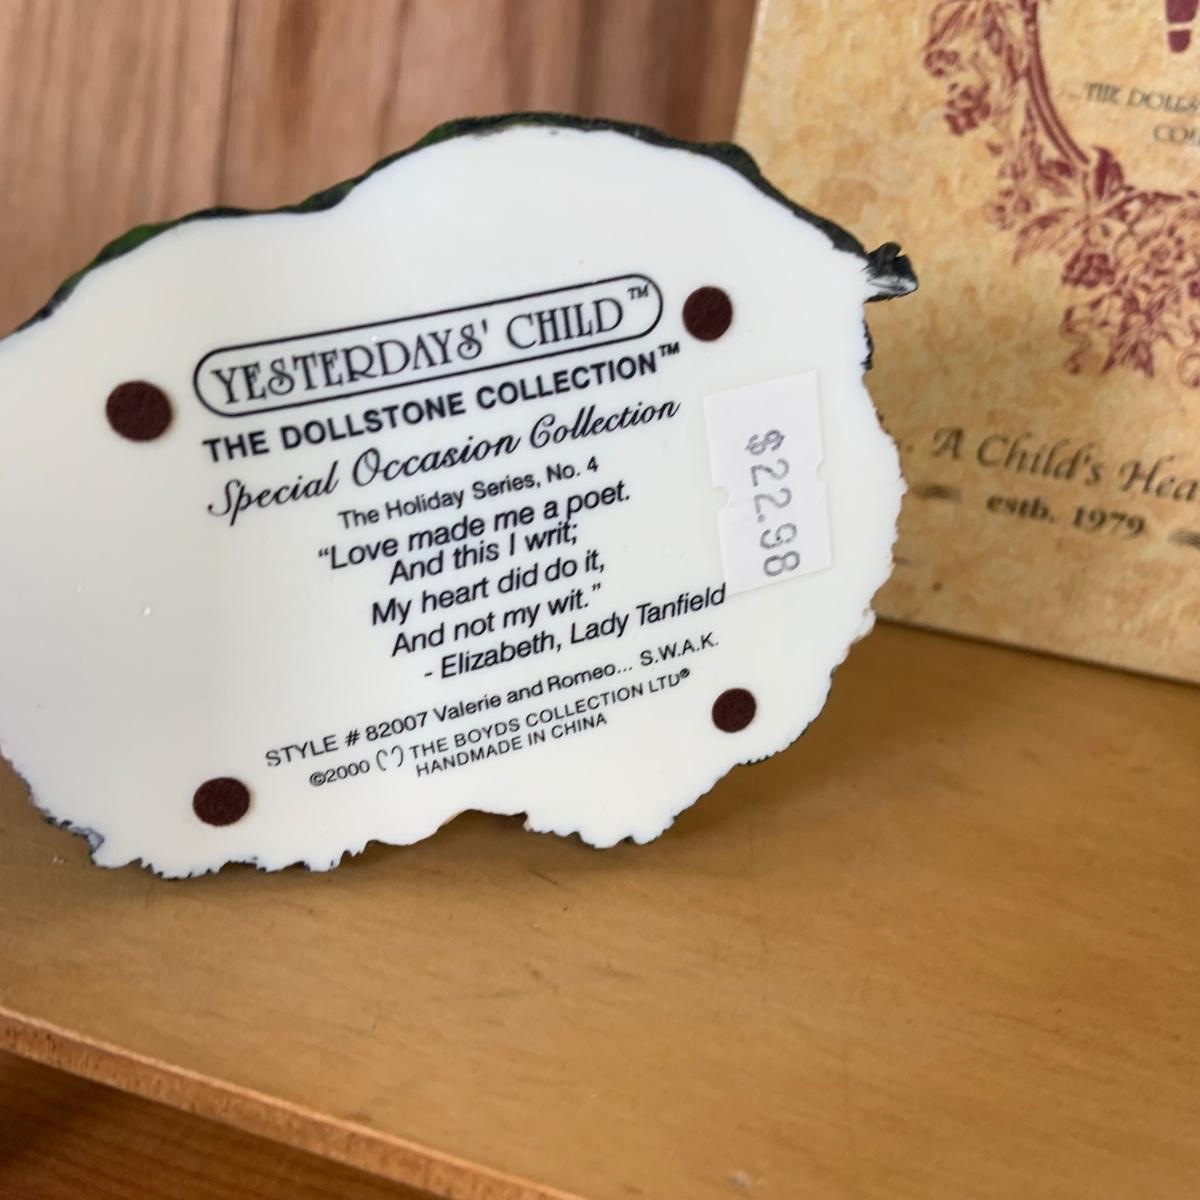 YESTERDAYS' CHILD™
THE DOLLSTONE COLLECTION™
Special Occasion Collection
The Holiday Series, No. 4
“Love made me a poet.
And this I writ;
My heart did do it,
And not my wit.”
- Elizabeth, Lady Tanfield
STYLE # 82007 Valerie and Romeo... S.W.A.K.
©2000 THE BOYDS COLLECTION LTD®
HANDMADE IN CHINA
$22.98
THE
A Child's
estb. 1979